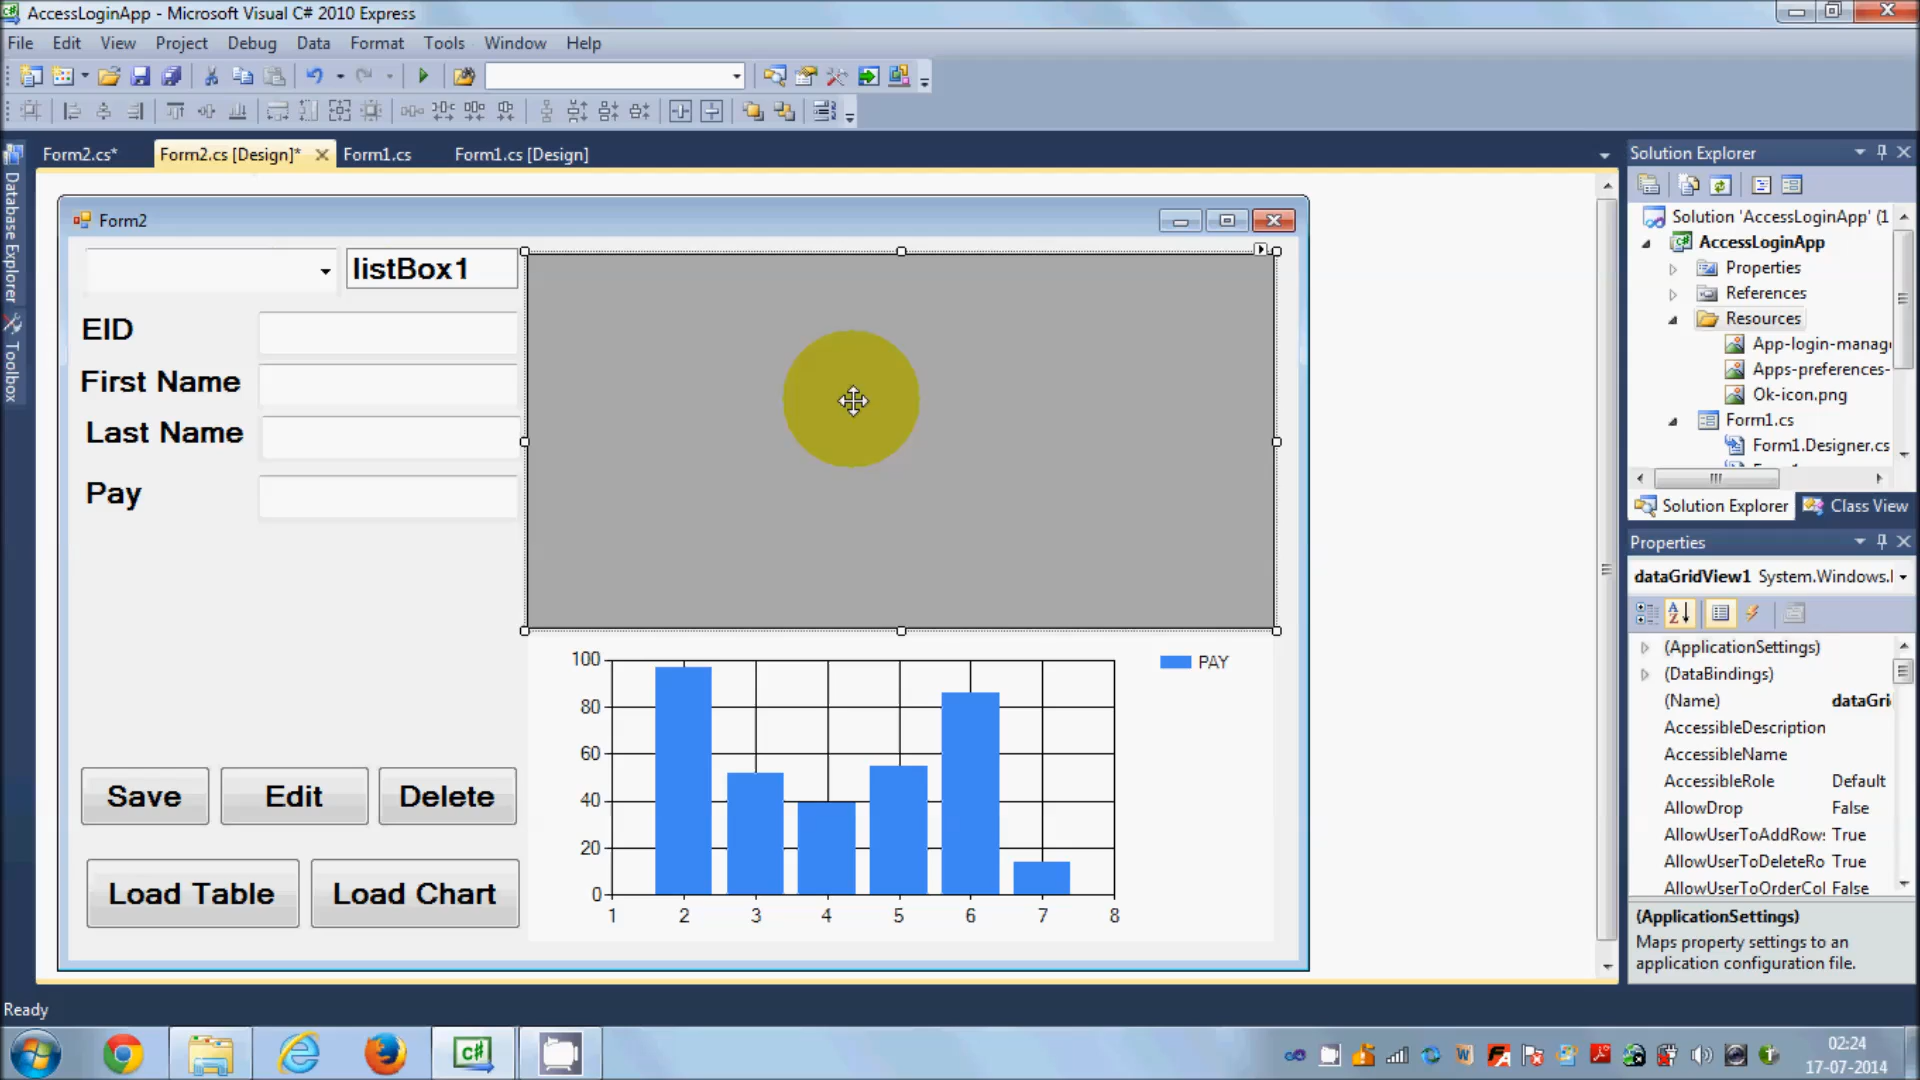 AccessLoginApp - Microsoft Visual C# 2010 Express
File Edit View Project Debug Data Format Tools Window Help
Form2.cs* Form2.cs [Design]* Form1.cs Form1.cs [Design]
Database Explorer
Toolbox
Form2
listBox1
EID
First Name
Last Name
Pay
Save Edit Delete
Load Table Load Chart
100
80
60
40
20
0
1 2 3 4 5 6 7 8
PAY
Solution Explorer
Solution 'AccessLoginApp' (1
AccessLoginApp
Properties
References
Resources
App-login-manag
Apps-preferences-
Ok-icon.png
Form1.cs
Form1.Designer.cs
Solution Explorer Class View
Properties
dataGridView1 System.Windows.
(ApplicationSettings)
(DataBindings)
(Name) dataGri
AccessibleDescription
AccessibleName
AccessibleRole Default
AllowDrop False
AllowUserToAddRow True
AllowUserToDeleteRo True
AllowUserToOrderCol False
(ApplicationSettings)
Maps property settings to an
application configuration file.
Ready
02:24
17-07-2014